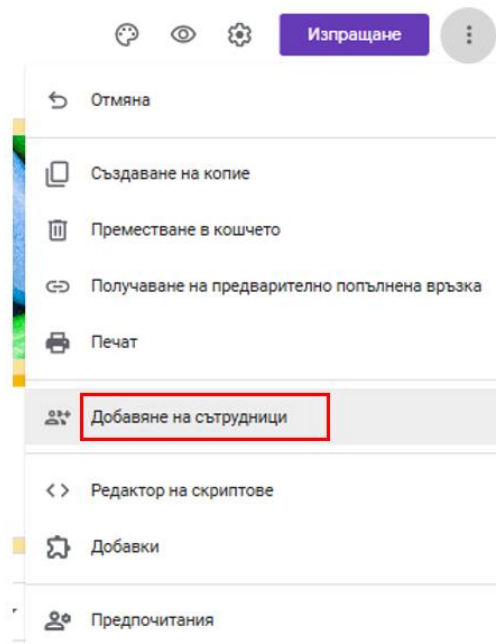 Изпращане
Отмяна
Създаване на копие
Преместване в кошчето
Получаване на предварително попълнена връзка
Печат
Добавяне на сътрудници
Редактор на скриптове
Добавки
Предпочитания